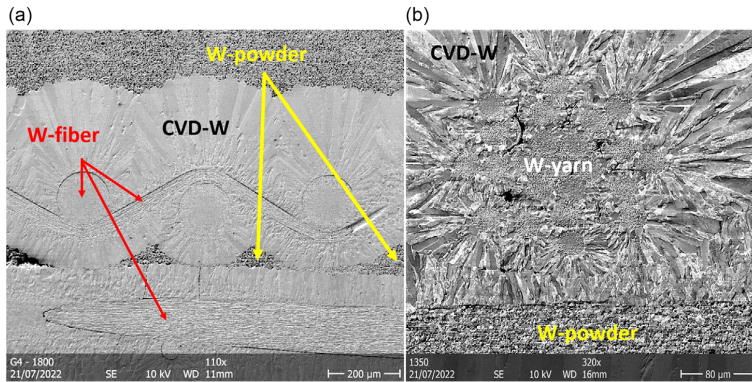 (a)
(b)
W-powder
CVD-W
W-fiber
CVD-W
W-yarn
W-powder
G4 - 1800 110x
21/07/2022 SE 10 kV WD 11mm 200 µm
1350 320x
21/07/2022 SE 10 kV WD 16mm 80 µm